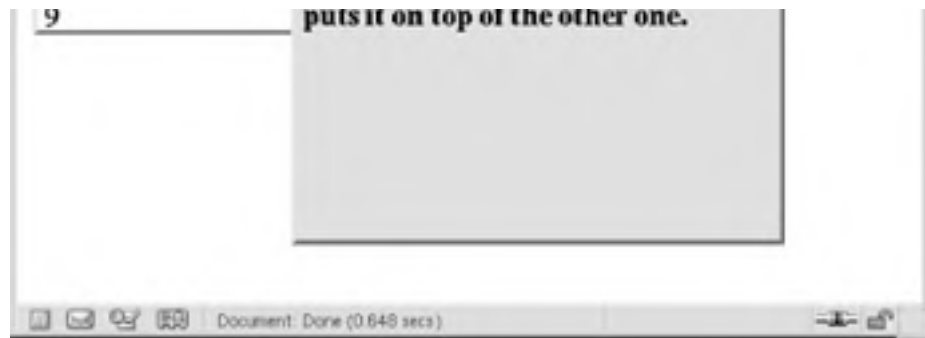 9
puts it on top of the other one.
Document: Done (0.648 secs)